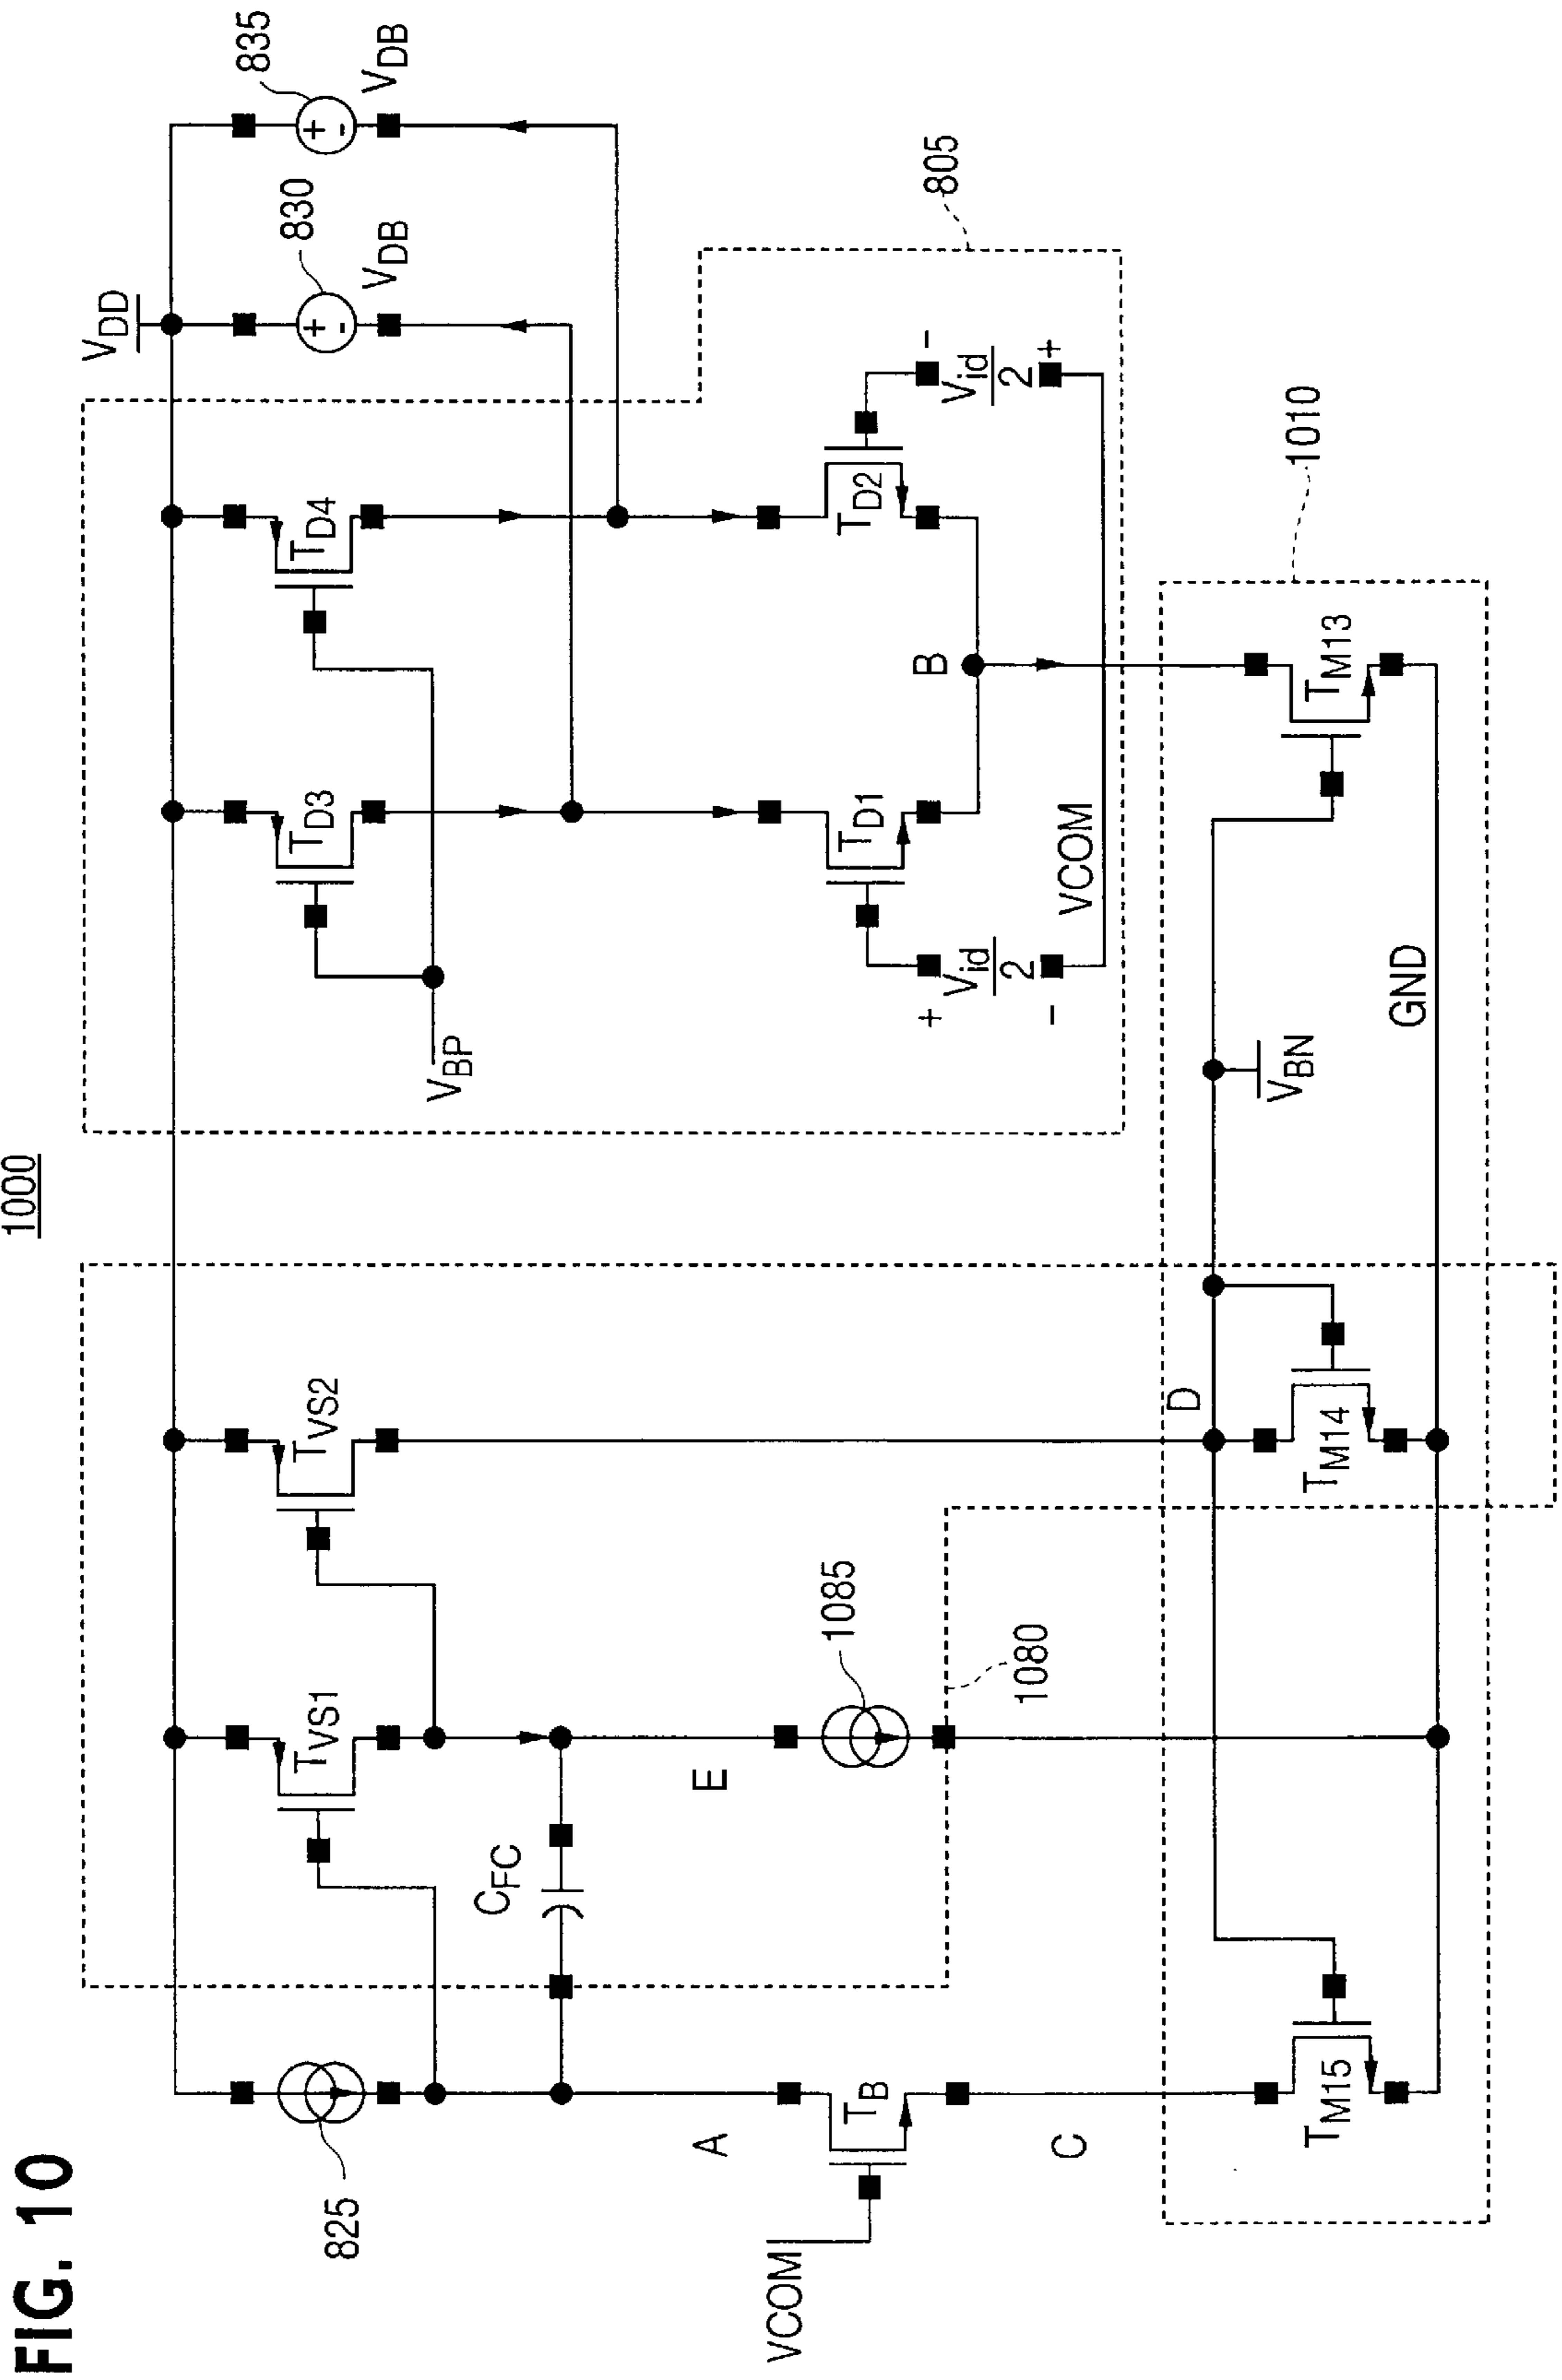 FIG. 10
1000
825
VCOM
A
T_B
C
T_M15
T_VS1
C_FC
E
1085
1080
T_VS2
D
T_M14
V_BN
GND
V_BP
T_D3
T_D4
T_D1
T_D2
B
VCOM
+
V_id
2
-
-
V_id
2
+
V_DD
830
+
-
V_DB
835
+
-
V_DB
805
1010
T_M13